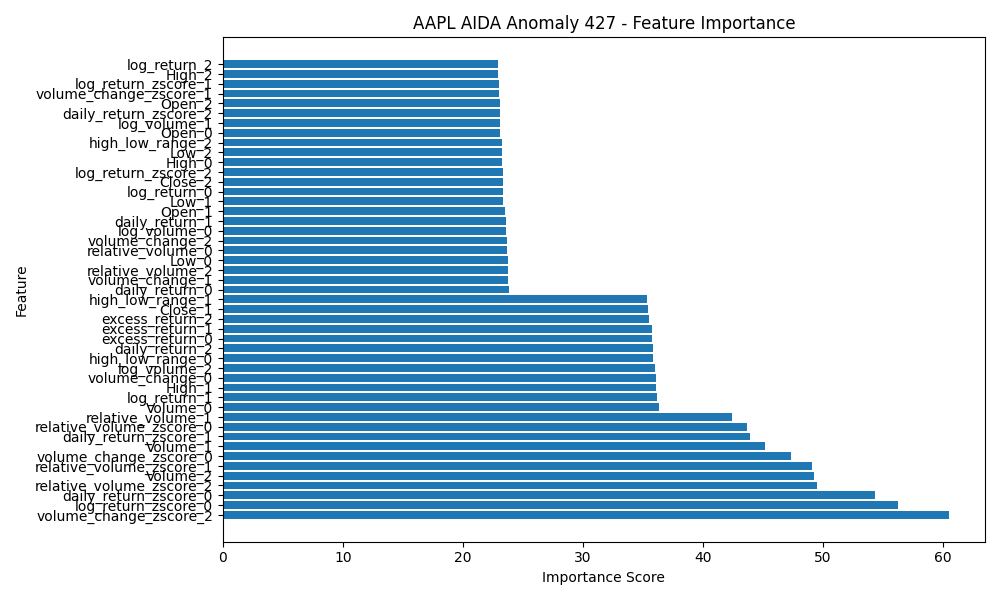 AAPL AIDA Anomaly 427 - Feature Importance
log_return_2
High_2
log_return_zscore_1
volume_change_zscore_1
Open_2
daily_return_zscore_2
log_volume_1
Open_0
high_low_range_2
Low_2
High_0
log_return_zscore_2
Close_2
log_return_0
Low_1
Open_1
daily_return_1
log_volume_0
volume_change_2
relative_volume_0
Low_0
relative_volume_2
volume_change_1
daily_return_0
high_low_range_1
Close_1
excess_return_2
excess_return_1
excess_return_0
daily_return_2
high_low_range_0
log_volume_2
volume_change_0
High_1
log_return_1
Volume_0
relative_volume_1
relative_volume_zscore_0
daily_return_zscore_1
Volume_1
volume_change_zscore_0
relative_volume_zscore_1
Volume_2
relative_volume_zscore_2
daily_return_zscore_0
log_return_zscore_0
volume_change_zscore_2
Feature
0 10 20 30 40 50 60
Importance Score